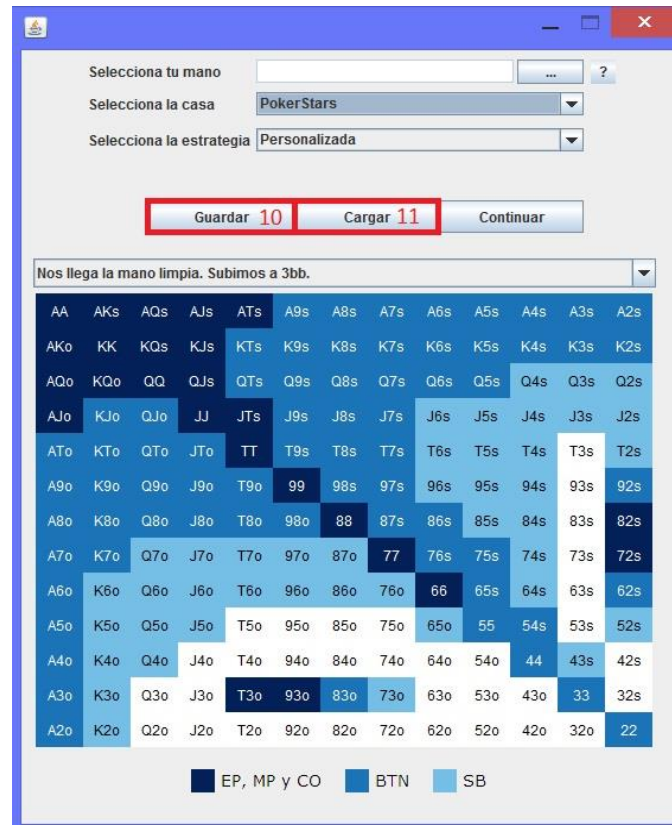 Selecciona tu mano ... ?
Selecciona la casa PokerStars
Selecciona la estrategia Personalizada
Guardar 10 Cargar 11 Continuar
Nos llega la mano limpia. Subimos a 3bb.
AA AKs AQs AJs ATs A9s A8s A7s A6s A5s A4s A3s A2s
AKo KK KQs KJs KTs K9s K8s K7s K6s K5s K4s K3s K2s
AQo KQo QQ QJs QTs Q9s Q8s Q7s Q6s Q5s Q4s Q3s Q2s
AJo KJo QJo JJ JTs J9s J8s J7s J6s J5s J4s J3s J2s
ATo KTo QTo JTo TT T9s T8s T7s T6s T5s T4s T3s T2s
A9o K9o Q9o J9o T9o 99 98s 97s 96s 95s 94s 93s 92s
A8o K8o Q8o J8o T8o 98o 88 87s 86s 85s 84s 83s 82s
A7o K7o Q7o J7o T7o 97o 87o 77 76s 75s 74s 73s 72s
A6o K6o Q6o J6o T6o 96o 86o 76o 66 65s 64s 63s 62s
A5o K5o Q5o J5o T5o 95o 85o 75o 65o 55 54s 53s 52s
A4o K4o Q4o J4o T4o 94o 84o 74o 64o 54o 44 43s 42s
A3o K3o Q3o J3o T3o 93o 83o 73o 63o 53o 43o 33 32s
A2o K2o Q2o J2o T2o 92o 82o 72o 62o 52o 42o 32o 22
EP, MP y CO BTN SB